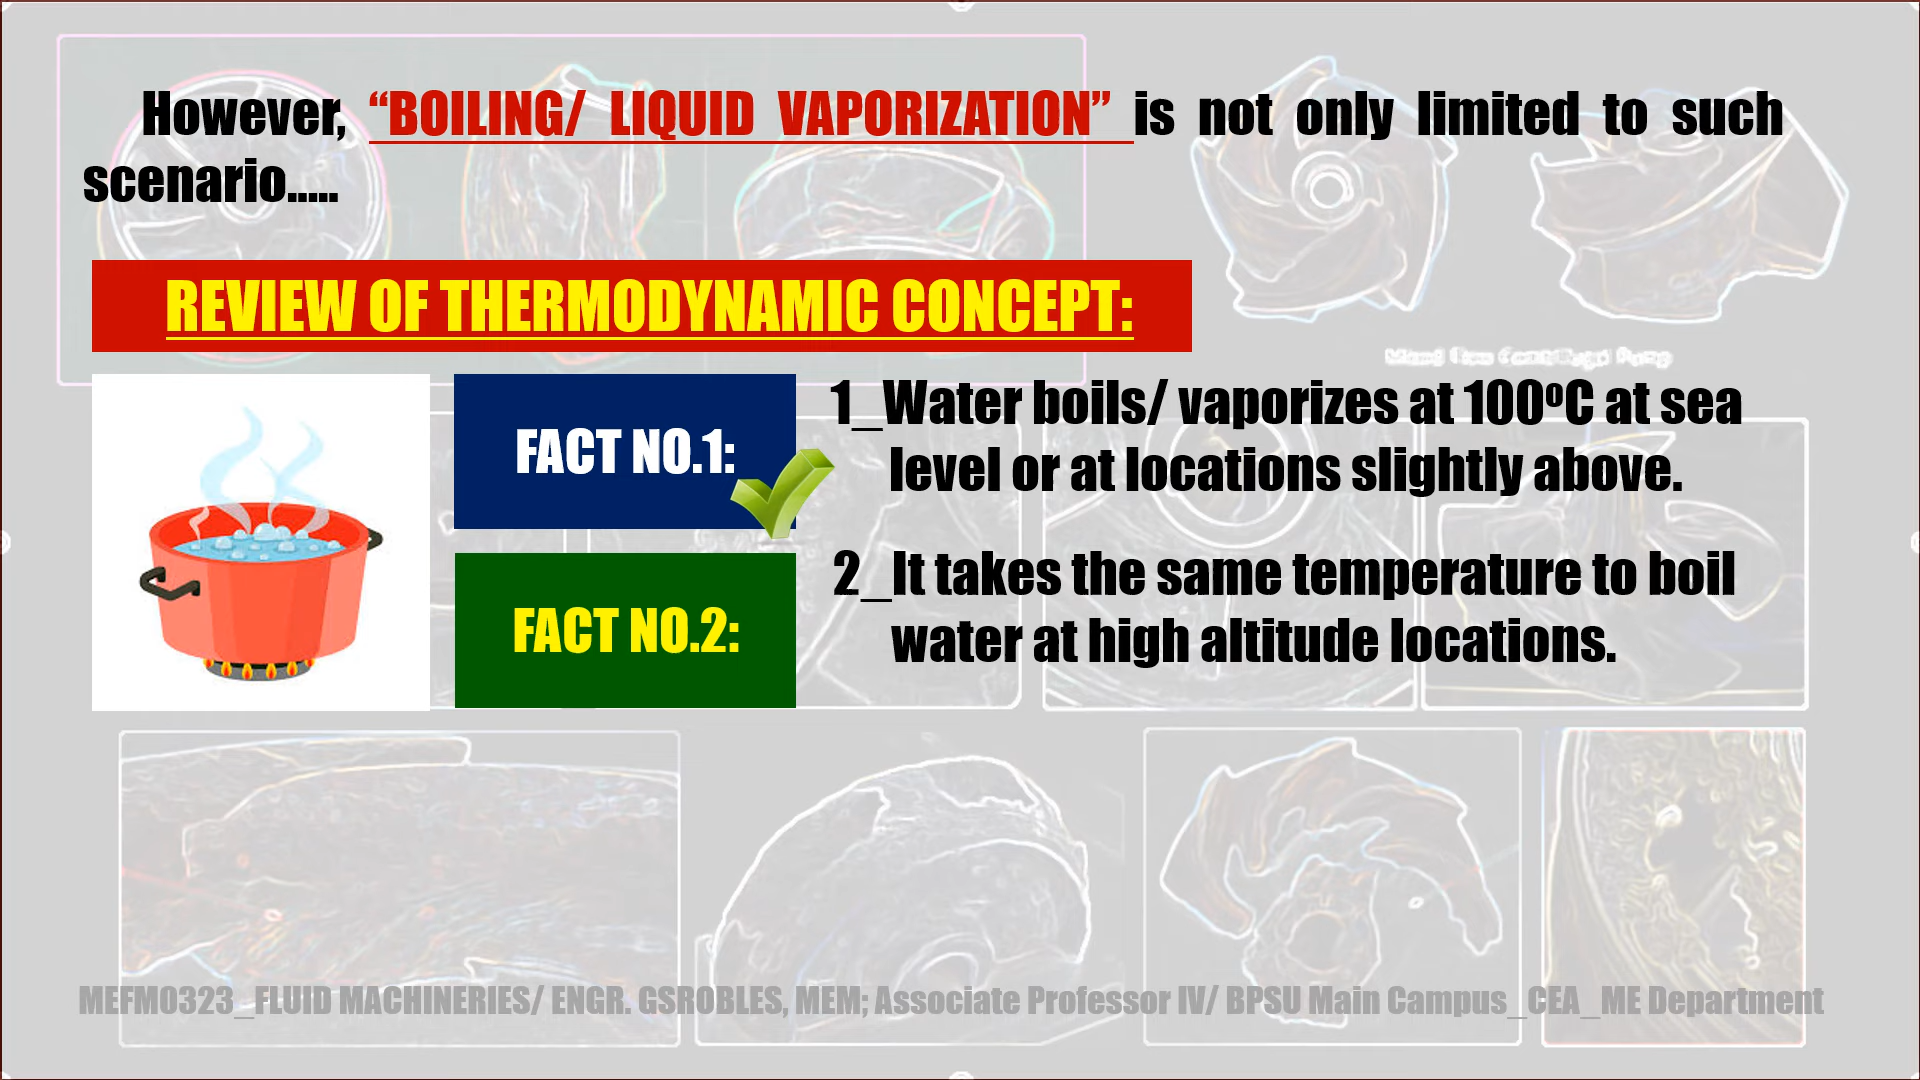 However, “BOILING/ LIQUID VAPORIZATION” is not only limited to such
scenario.....
REVIEW OF THERMODYNAMIC CONCEPT:
FACT NO.1:
1_Water boils/ vaporizes at 100ºC at sea
level or at locations slightly above.
FACT NO.2:
2_It takes the same temperature to boil
water at high altitude locations.
MEFM0323_FLUID MACHINERIES/ ENGR. GSROBLES, MEM; Associate Professor IV/ BPSU Main Campus_CEA_ME Department